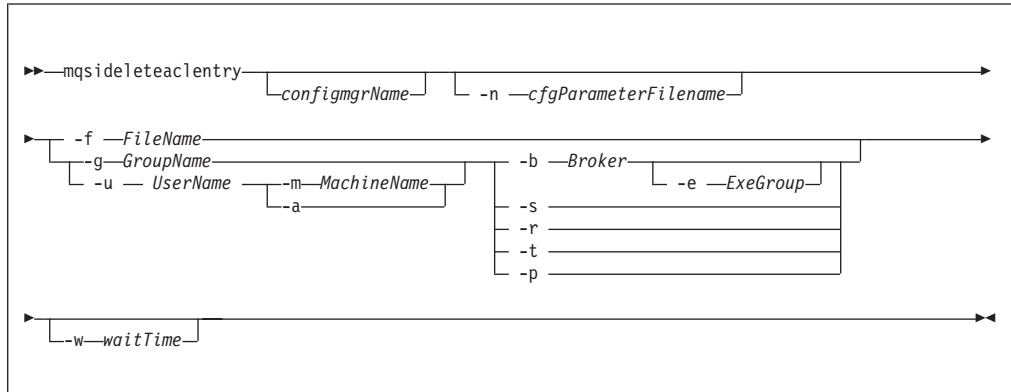 mqsideleteaclentry
configmgrName -n cfgParameterFilename
-f FileName
-g GroupName -b Broker
-u UserName -m MachineName -e ExeGroup
-a -s
-r
-t
-p
-w waitTime